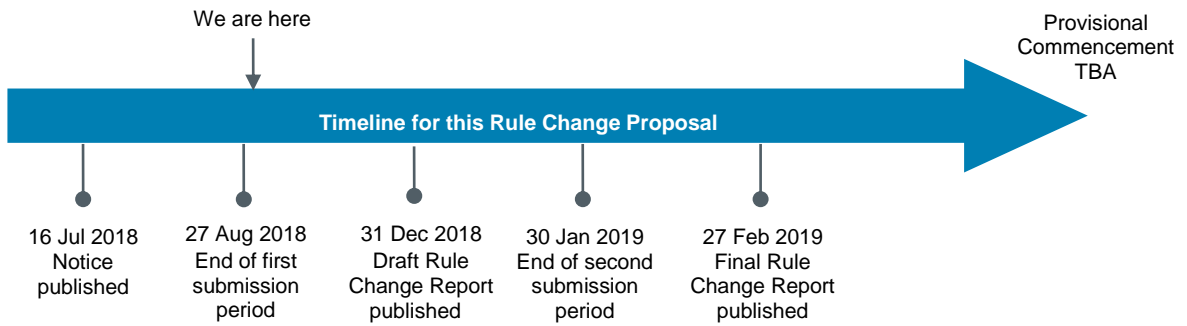 We are here
Provisional
Commencement
TBA
Timeline for this Rule Change Proposal
16 Jul 2018
Notice
published
27 Aug 2018
End of first
submission
period
31 Dec 2018
Draft Rule
Change Report
published
30 Jan 2019
End of second
submission
period
27 Feb 2019
Final Rule
Change Report
published